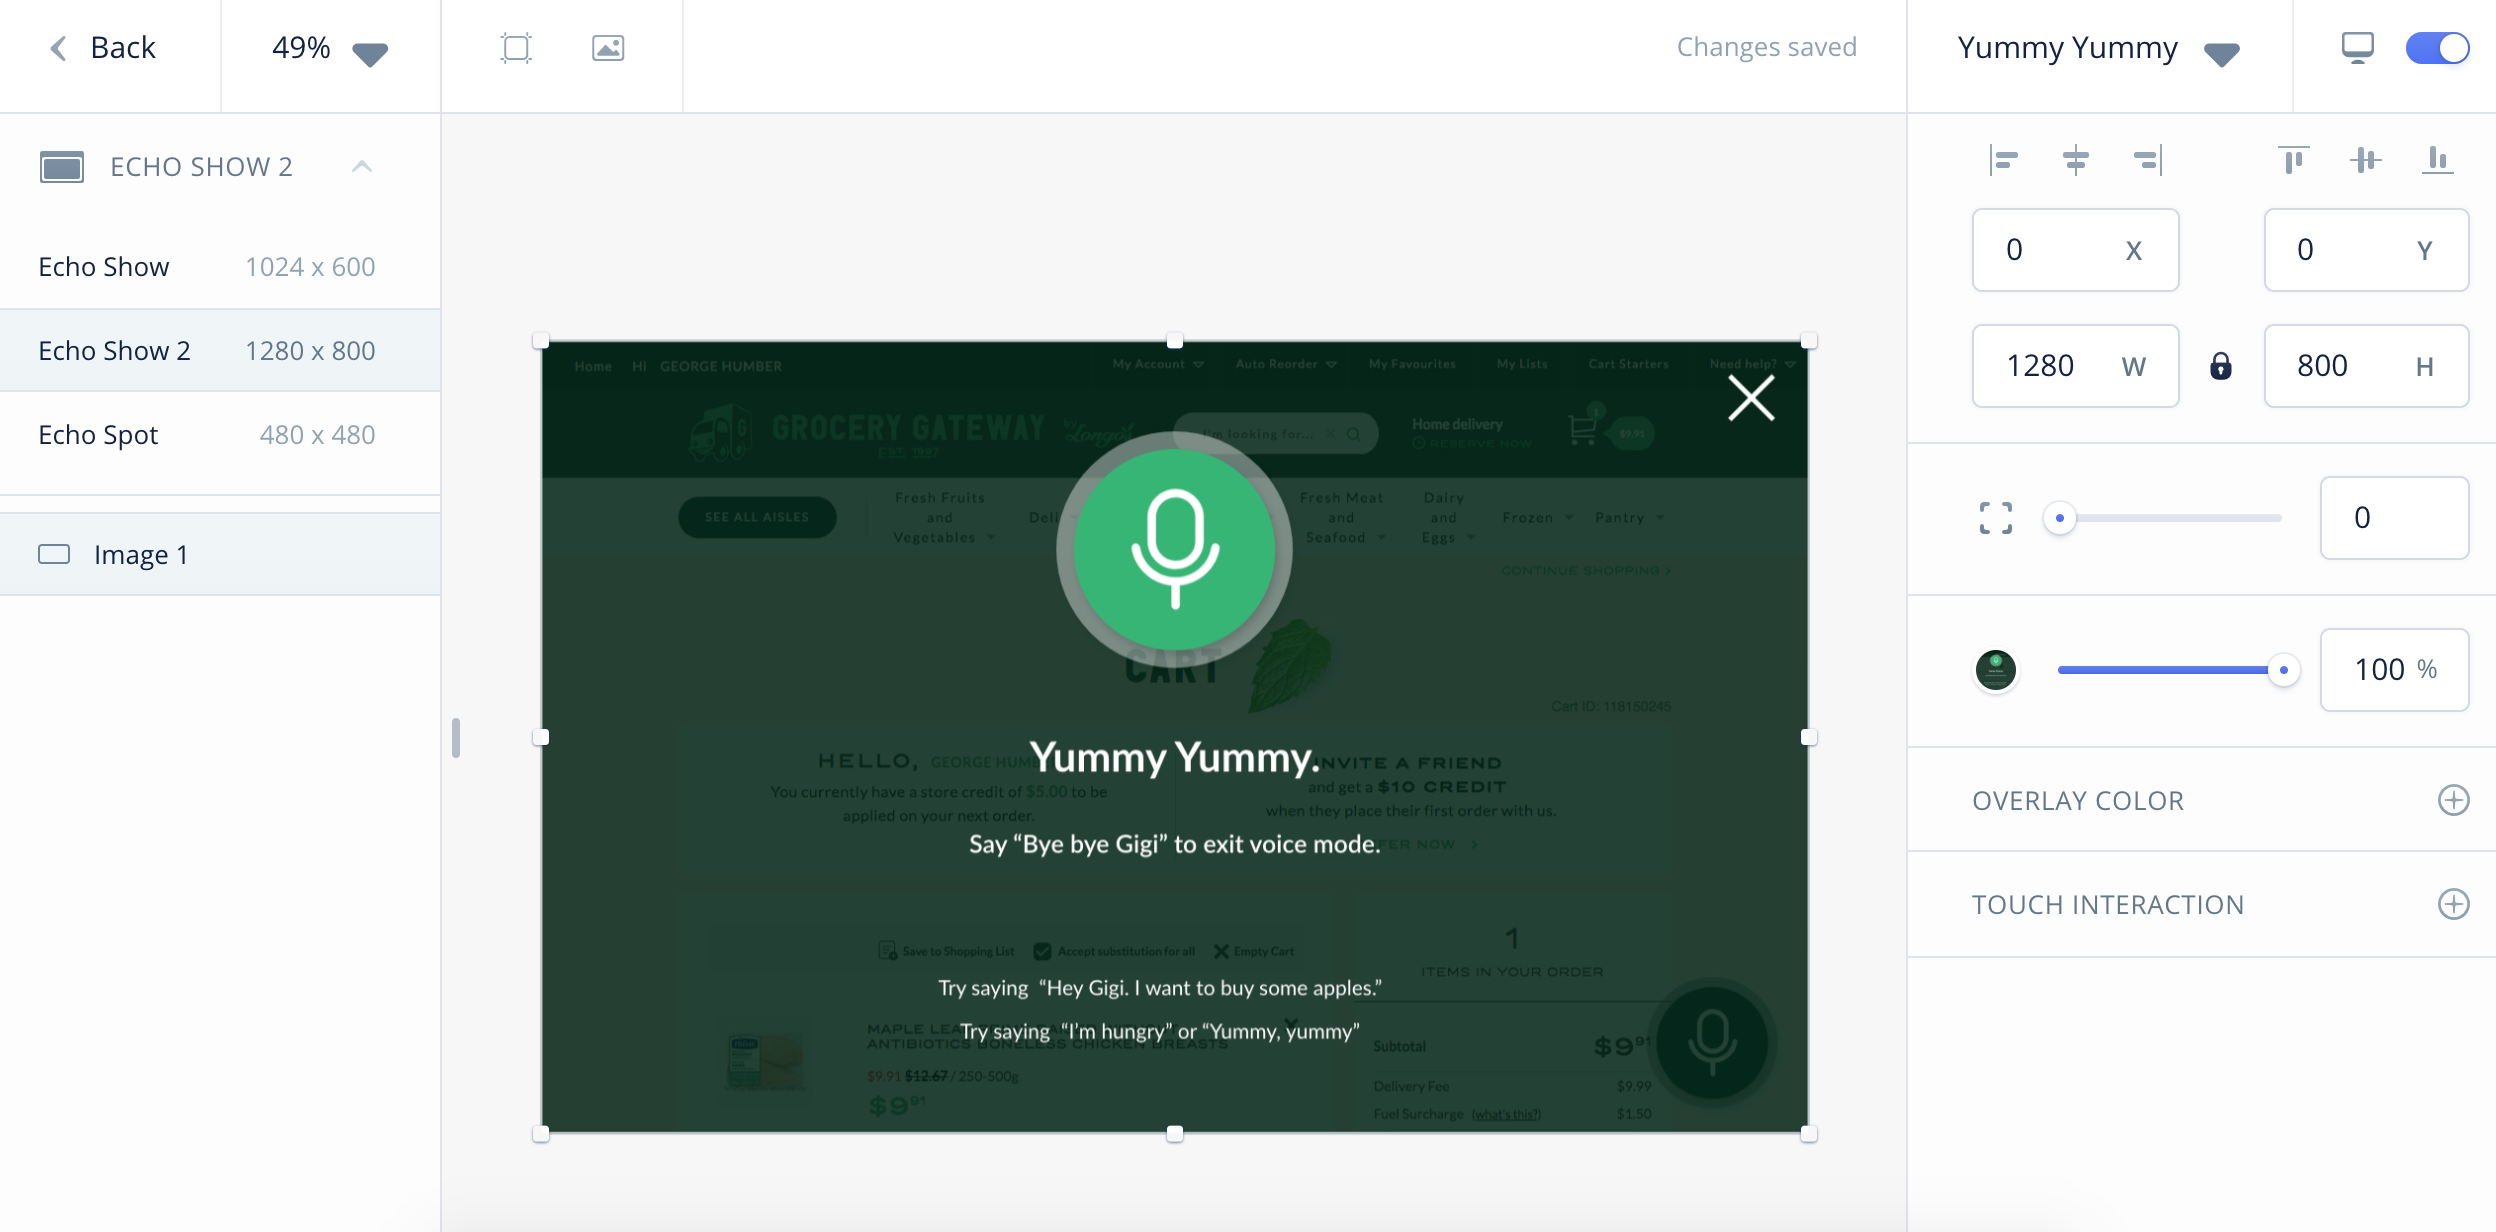 Back
49%
Changes saved
Yummy Yummy
ECHO SHOW 2
Echo Show 1024 x 600
Echo Show 2 1280 x 800
Echo Spot 480 x 480
Image 1
Home Hi GEORGE HUMBER
My Account Auto Reorder My Favourites My Lists Cart Starters Need help?
GROCERY GATEWAY by Longo's
EST. 1997
I'm looking for...
Home delivery
RESERVE NOW
1
$9.91
SEE ALL AISLES
Fresh Fruits and Vegetables
Deli
Fresh Meat and Seafood
Dairy and Eggs
Frozen
Pantry
CONTINUE SHOPPING >
CART
Cart ID: 118150245
HELLO, GEORGE HUM
You currently have a store credit of $5.00 to be
applied on your next order.
Yummy Yummy.
INVITE A FRIEND
and get a $10 CREDIT
when they place their first order with us.
NOW >
Say “Bye bye Gigi” to exit voice mode.
Save to Shopping List Accept substitution for all Empty Cart
1
ITEMS IN YOUR ORDER
Try saying “Hey Gigi. I want to buy some apples.”
Try saying “I'm hungry” or “Yummy, yummy”
MAPLE
ANTIBIOTICS BONELESS CHICKEN BREASTS
$9.91 $12.67 / 250-500g
$991
Subtotal $991
Delivery Fee $9.99
Fuel Surcharge (what's this?) $1.50
0 X
0 Y
1280 W
800 H
0
100 %
OVERLAY COLOR
TOUCH INTERACTION